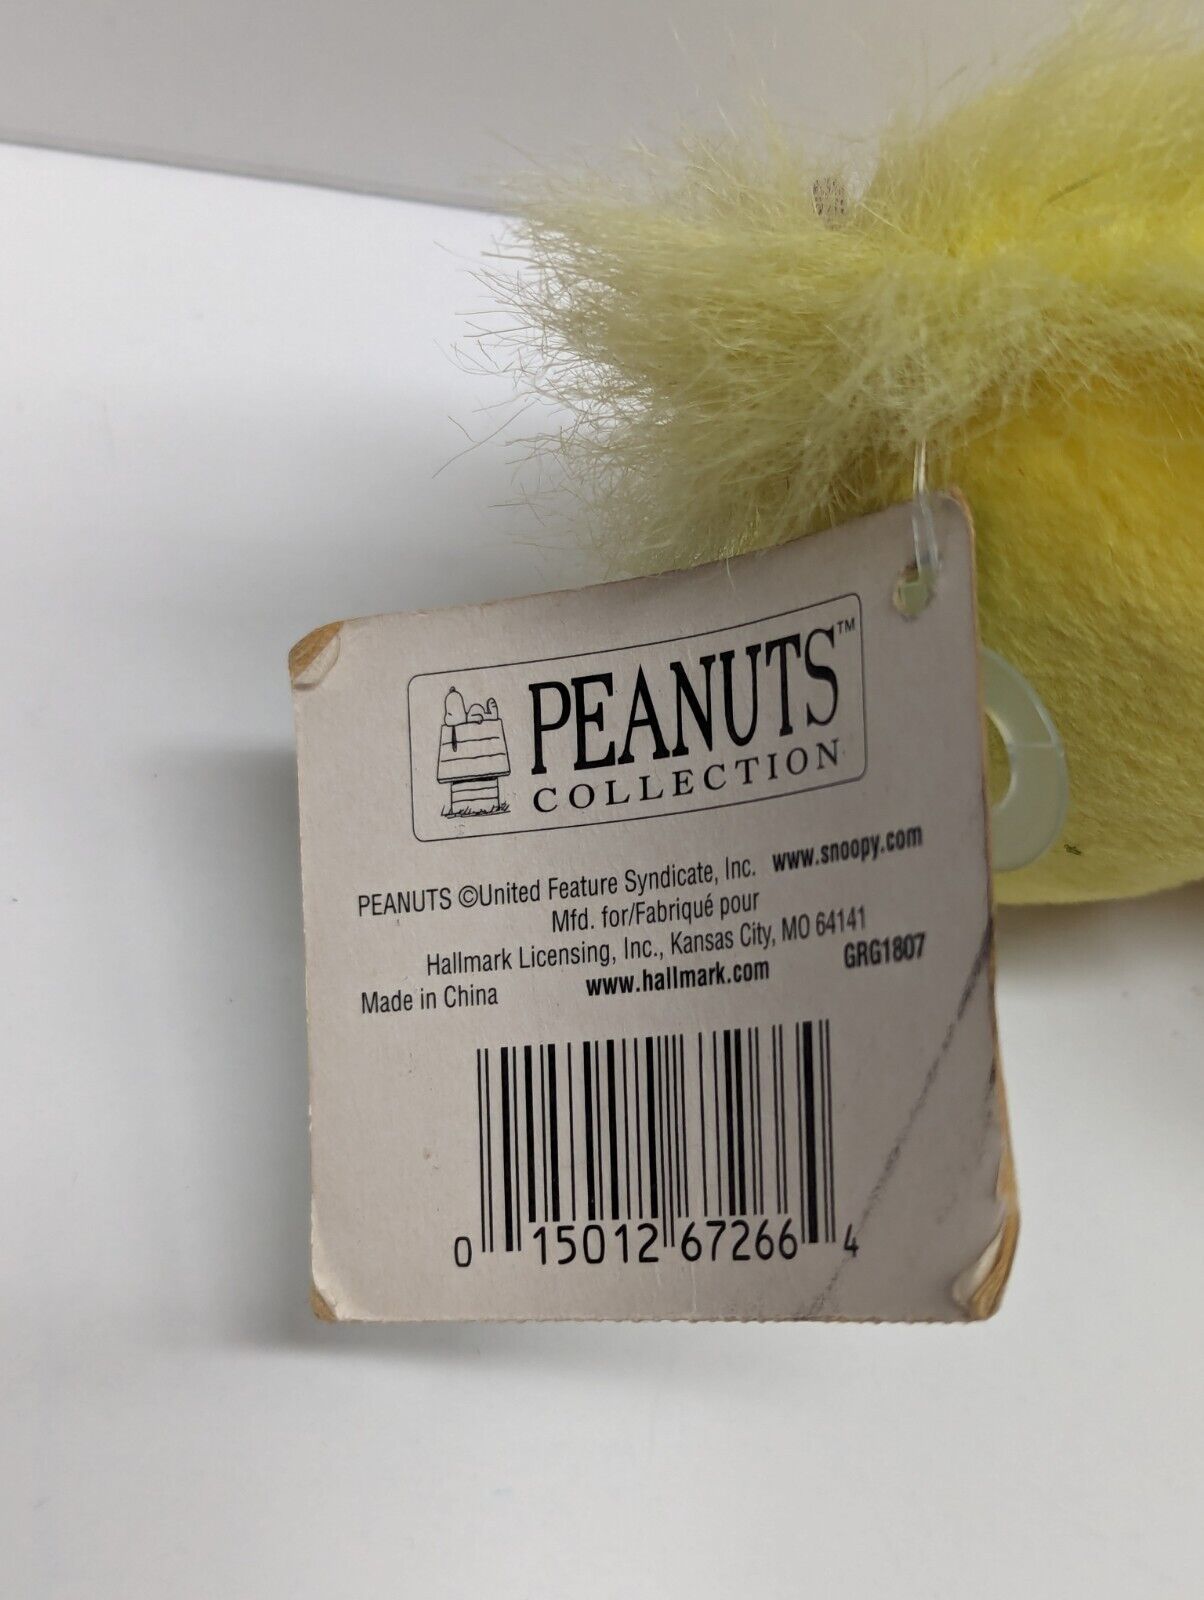 PEANUTS™
COLLECTION
PEANUTS ©United Feature Syndicate, Inc. www.snoopy.com
Mfd. for/Fabriqué pour
Hallmark Licensing, Inc., Kansas City, MO 64141
Made in China www.hallmark.com GRG1807
0 15012 67266 4